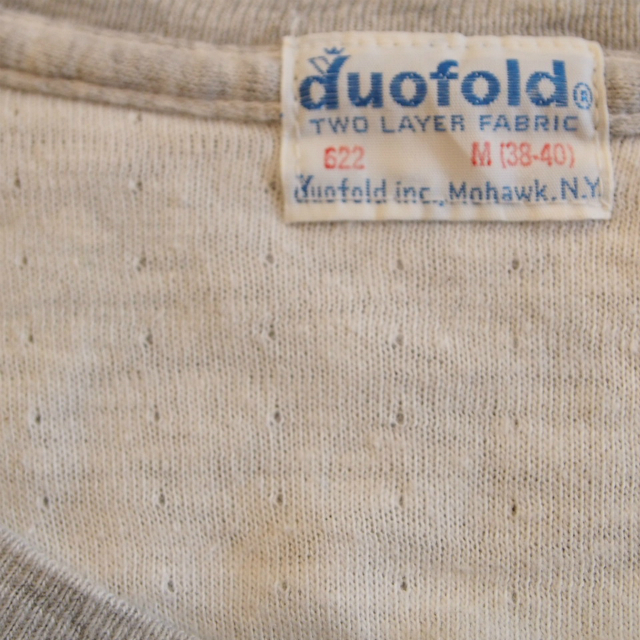 duofold®
TWO LAYER FABRIC
622 M (38-40)
duofold inc., Mohawk, N.Y.